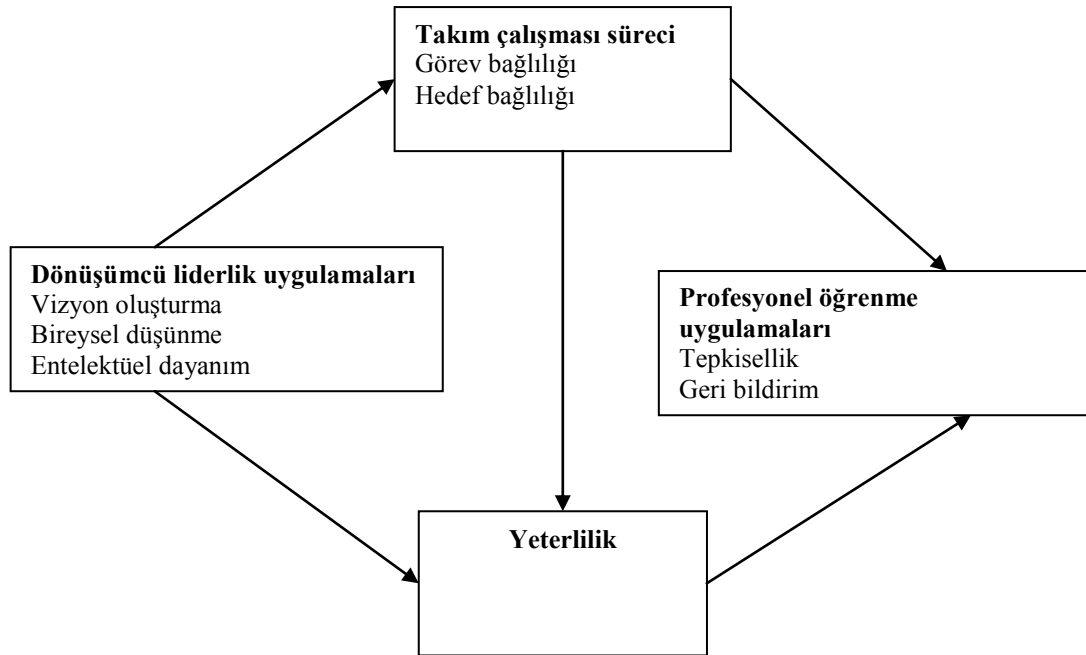 Takım çalışması süreci
Görev bağlılığı
Hedef bağlılığı
Dönüşümcü liderlik uygulamaları
Vizyon oluşturma
Bireysel düşünme
Entelektüel dayanım
Profesyonel öğrenme
uygulamaları
Tepkisellik
Geri bildirim
Yeterlilik